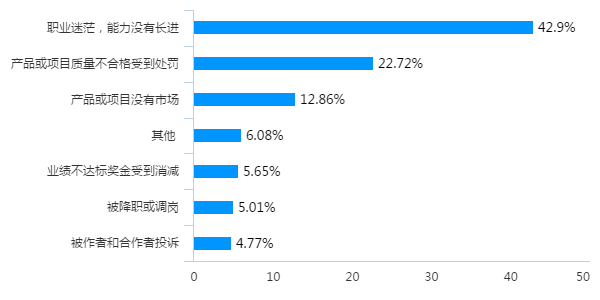 职业迷茫，能力没有长进 42.9%
产品或项目质量不合格受到处罚 22.72%
产品或项目没有市场 12.86%
其他 6.08%
业绩不达标奖金受到消减 5.65%
被降职或调岗 5.01%
被作者和合作者投诉 4.77%
0 10 20 30 40 50